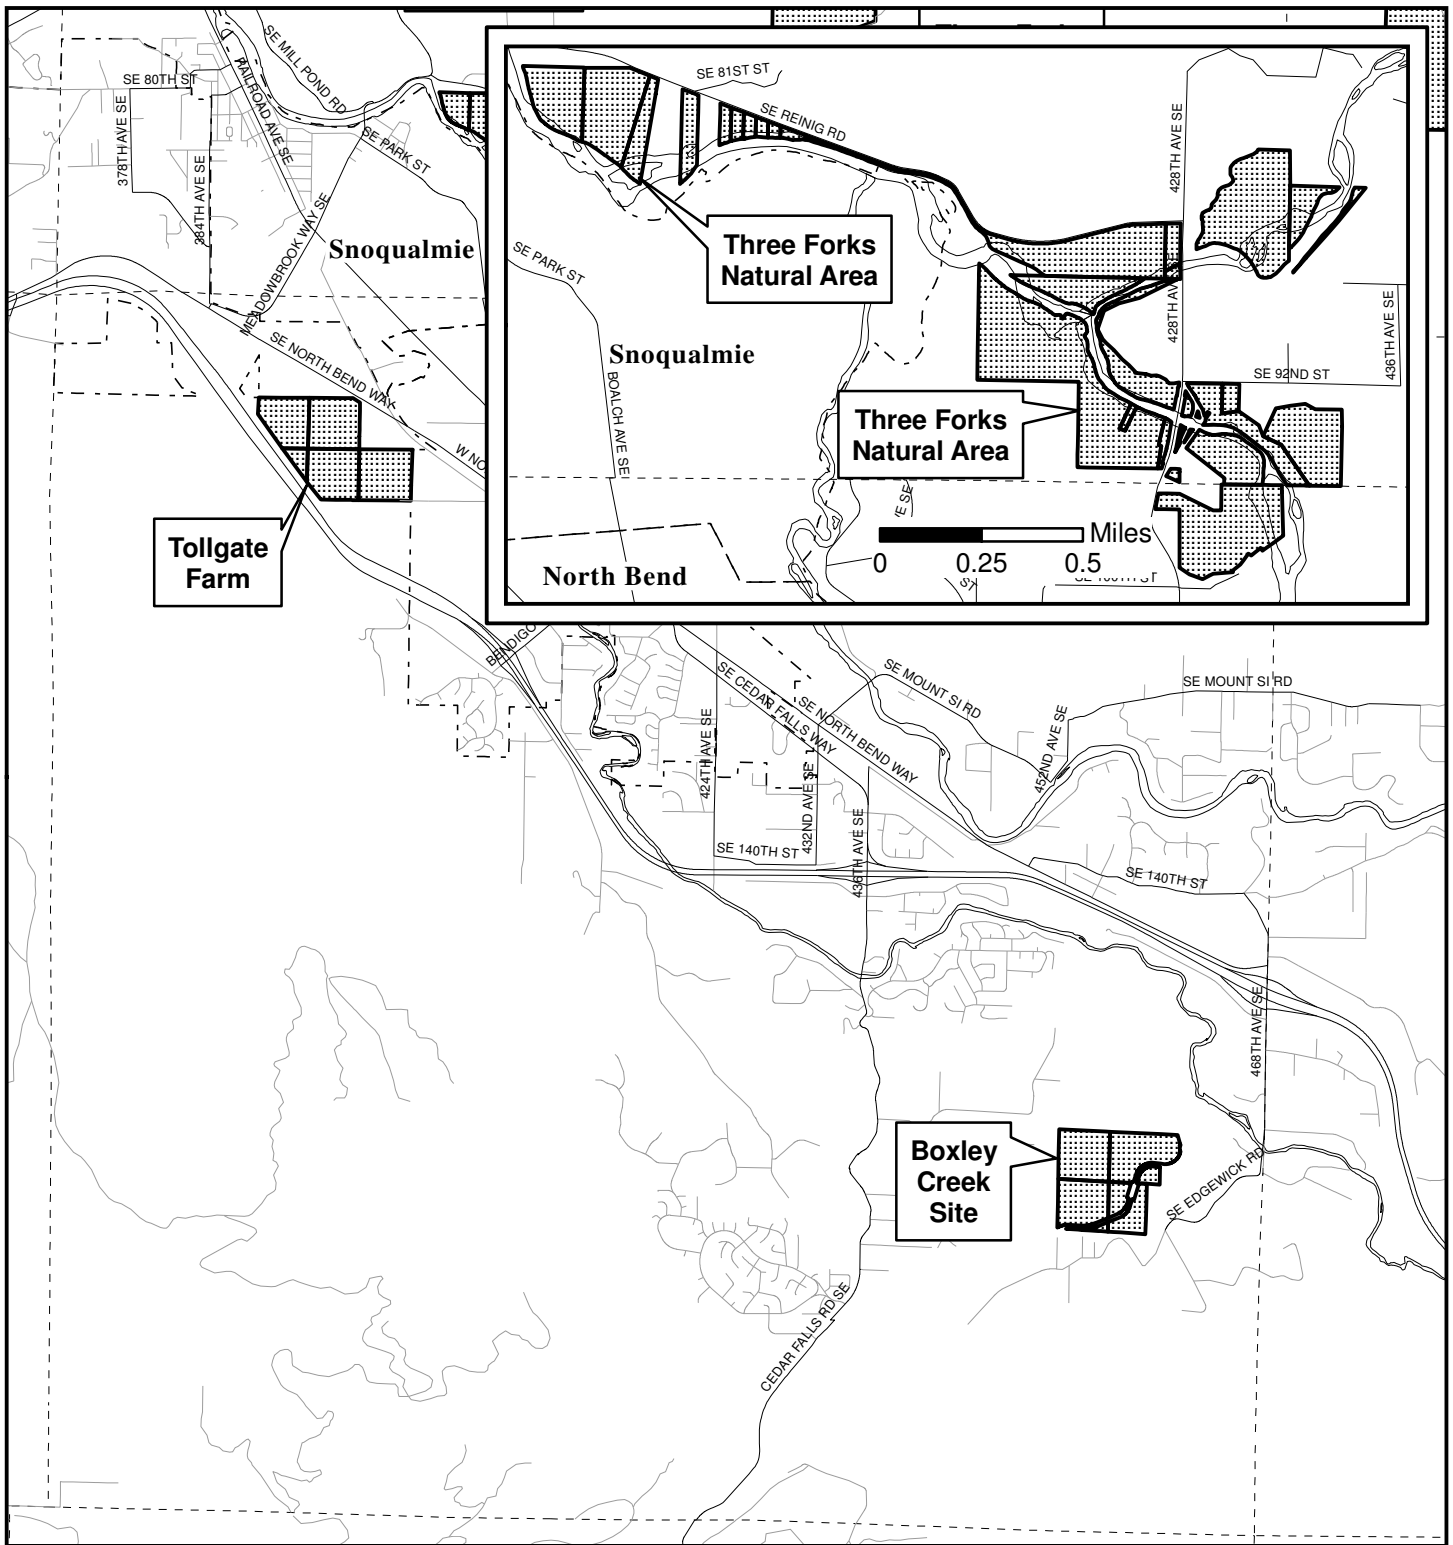 SE MILL POND RD
SE 80TH ST
RAILROAD AVE SE
378TH AVE SE
384TH AVE SE
SE PARK ST
MEADOWBROOK WAY SE
Snoqualmie
SE NORTH BEND WAY
Tollgate
Farm
SE 81ST ST
SE REINIG RD
428TH AVE SE
Three Forks
Natural Area
SE PARK ST
Snoqualmie
BOALCH AVE SE
428TH AVE SE
436TH AVE SE
SE 92ND ST
Three Forks
Natural Area
Miles
0 0.25 0.5
North Bend
BENDIGO
SE CEDAR FALLS WAY
SE NORTH BEND WAY
SE MOUNT SI RD
SE MOUNT SI RD
452ND AVE SE
424TH AVE SE
432ND AVE SE
436TH AVE SE
SE 140TH ST
SE 140TH ST
468TH AVE SE
Boxley
Creek
Site
SE EDGEWICK RD
CEDAR FALLS RD SE